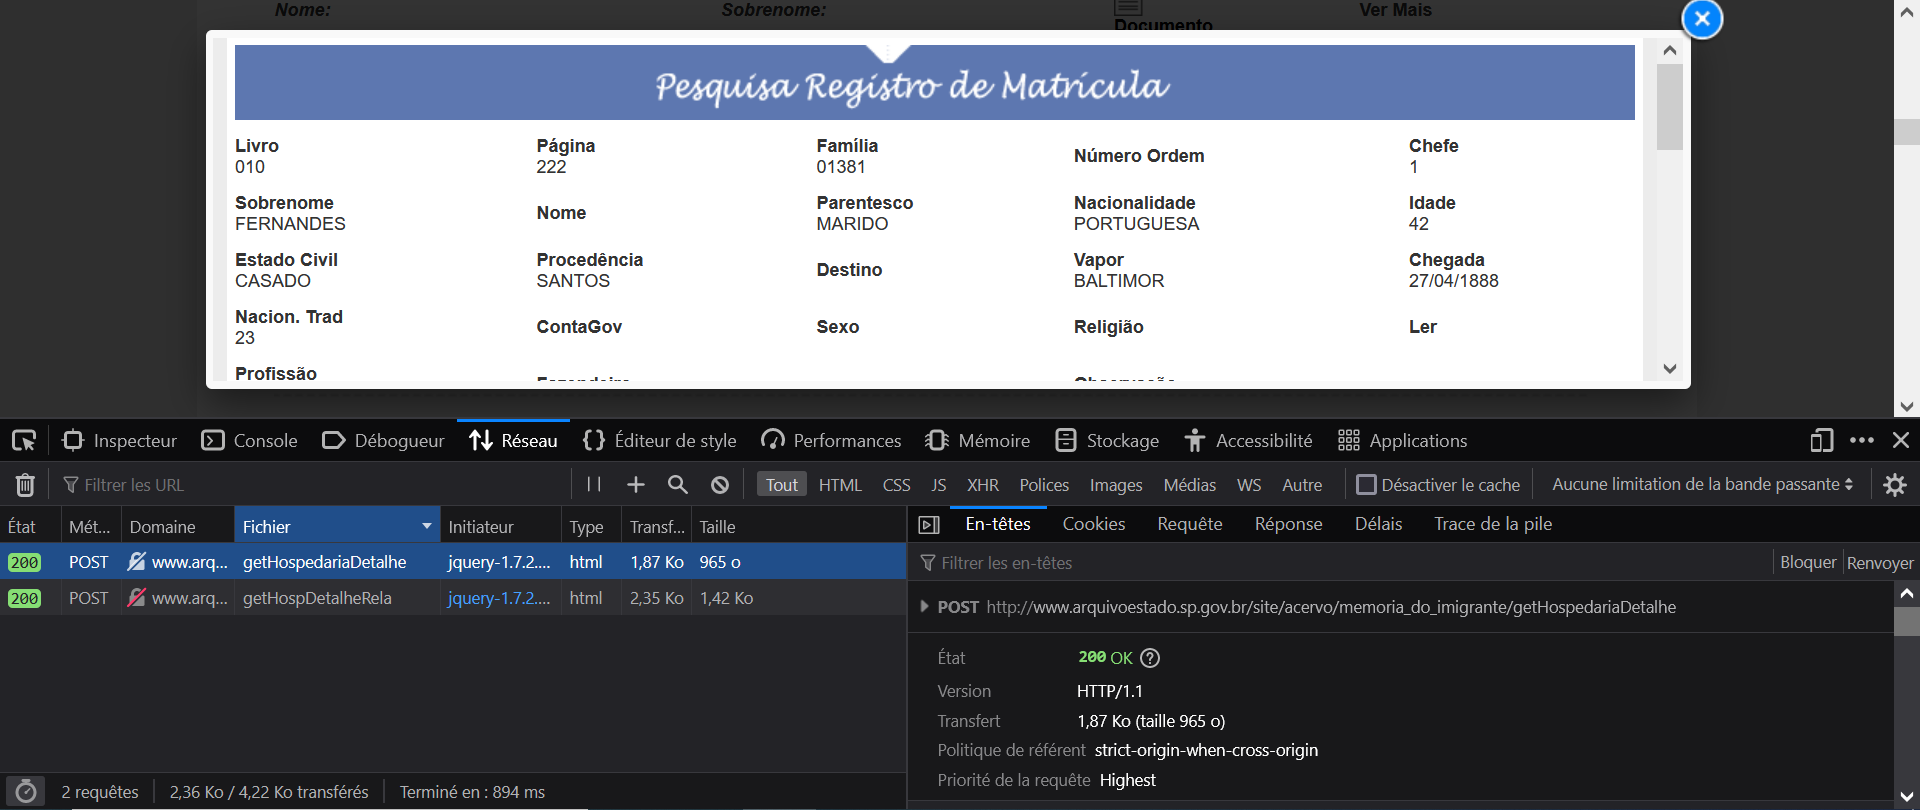 Nome: Sobrenome: Documento Ver Mais
Pesquisa Registro de Matrícula
Livro Página Família Número Ordem Chefe
010 222 01381 1
Sobrenome Nome Parentesco Nacionalidade Idade
FERNANDES MARIDO PORTUGUESA 42
Estado Civil Procedência Destino Vapor Chegada
CASADO SANTOS BALTIMOR 27/04/1888
Nacion. Trad ContaGov Sexo Religião Ler
23
Profissão
Inspecteur Console Débogueur Réseau Éditeur de style Performances Mémoire Stockage Accessibilité Applications
Filtrer les URL Tout HTML CSS JS XHR Polices Images Médias WS Autre Désactiver le cache Aucune limitation de la bande passante
État Mét... Domaine Fichier Initiateur Type Transf... Taille
200 POST www.arq... getHospedariaDetalhe jquery-1.7.2.... html 1,87 Ko 965 o
200 POST www.arq... getHospDetalheRela jquery-1.7.2.... html 2,35 Ko 1,42 Ko
2 requêtes 2,36 Ko / 4,22 Ko transférés Terminé en : 894 ms
En-têtes Cookies Requête Réponse Délais Trace de la pile
Filtrer les en-têtes Bloquer Renvoyer
POST http://www.arquivoestado.sp.gov.br/site/acervo/memoria_do_imigrante/getHospedariaDetalhe
État 200 OK
Version HTTP/1.1
Transfert 1,87 Ko (taille 965 o)
Politique de référent strict-origin-when-cross-origin
Priorité de la requête Highest